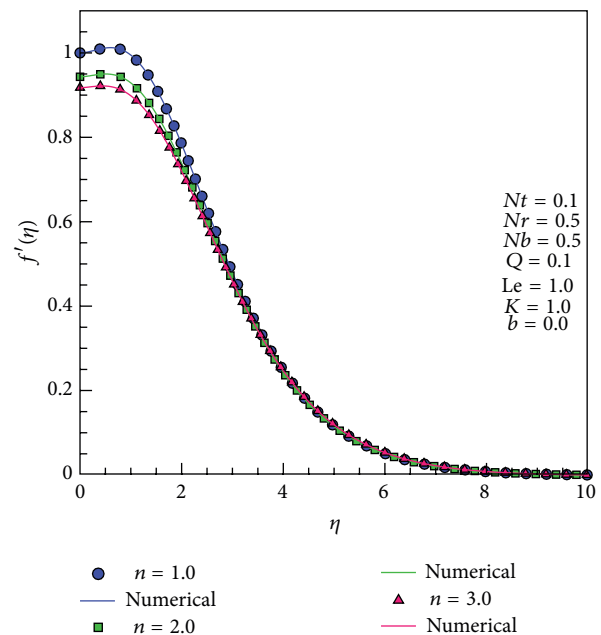 1
0.8
0.6
0.4
0.2
0
f′(η)
Nt = 0.1
Nr = 0.5
Nb = 0.5
Q = 0.1
Le = 1.0
K = 1.0
b = 0.0
0 2 4 6 8 10
η
n = 1.0
Numerical
n = 2.0
Numerical
n = 3.0
Numerical